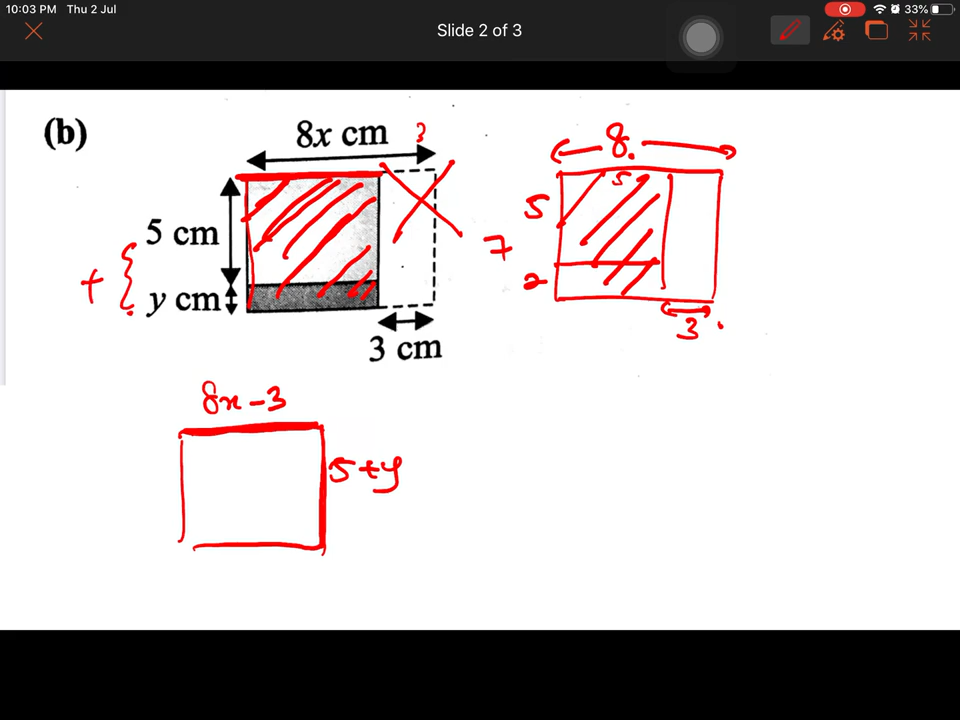 10:03 PM Thu 2 Jul
33%
Slide 2 of 3
(b)
8x cm
3
5 cm
+ {
y cm
3 cm
8.
5
5
7
2
3
8x - 3
5 + y